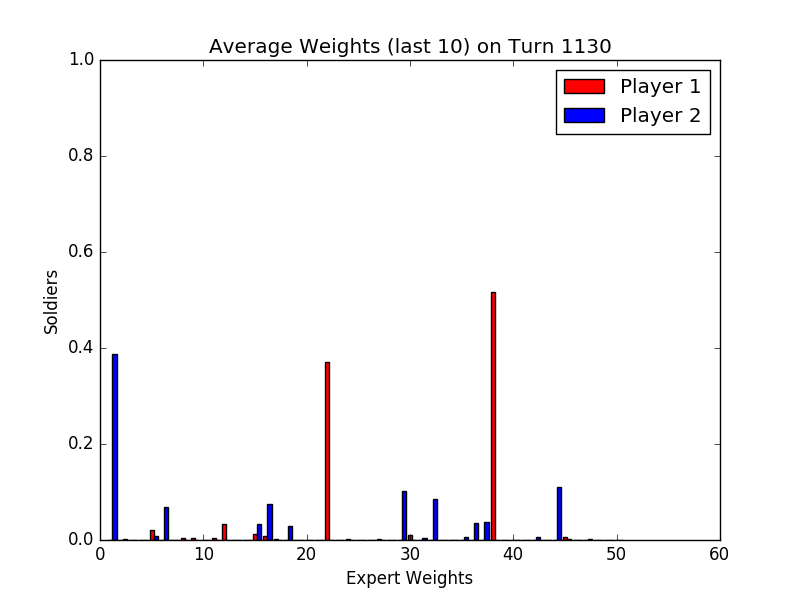 Average Weights (last 10) on Turn 1130
1.0
0.8
0.6
0.4
0.2
0.0
Soldiers
Player 1
Player 2
0 10 20 30 40 50 60
Expert Weights